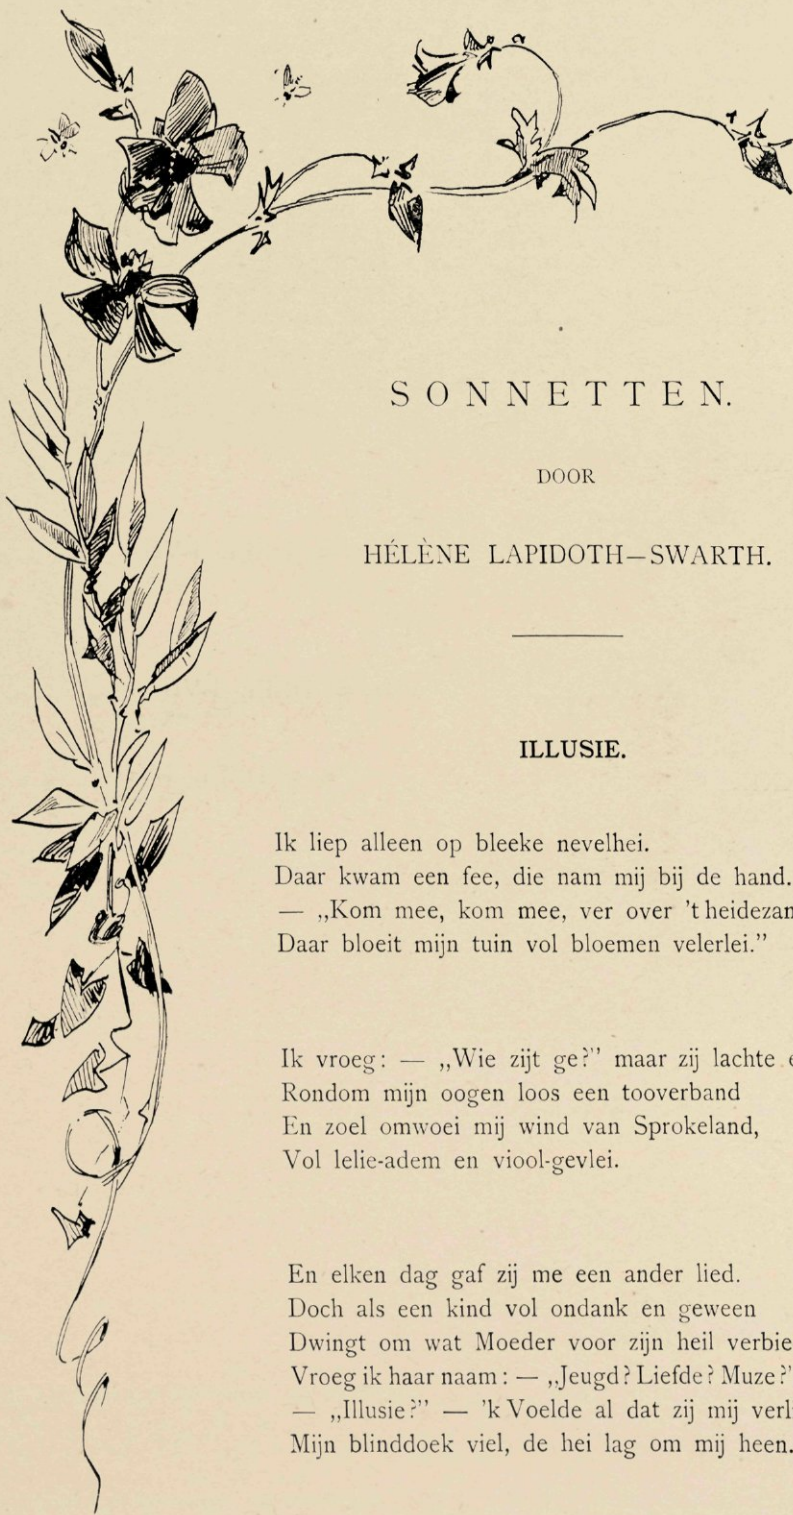 SONNETTEN.
DOOR
HÉLÈNE LAPIDOTH—SWARTH.
ILLUSIE.
Ik liep alleen op bleeke nevelhei.
Daar kwam een fee, die nam mij bij de hand.
— „Kom mee, kom mee, ver over 't
Daar bloeit mijn tuin vol bloemen velerlei.”
Ik vroeg: — „Wie zijt ge?” maar zij lachte
Rondom mijn oogen loos een tooverband
En zoel omwoei mij wind van Sprokeland,
Vol lelie-adem en viool-gevlei.
En elken dag gaf zij me een ander lied.
Doch als een kind vol ondank en geween
Dwingt om wat Moeder voor zijn heil
Vroeg ik haar naam: — „Jeugd? Liefde? Muze?”
— „Illusie?” — 'k Voelde al dat zij mij
Mijn blinddoek viel, de hei lag om mij heen.